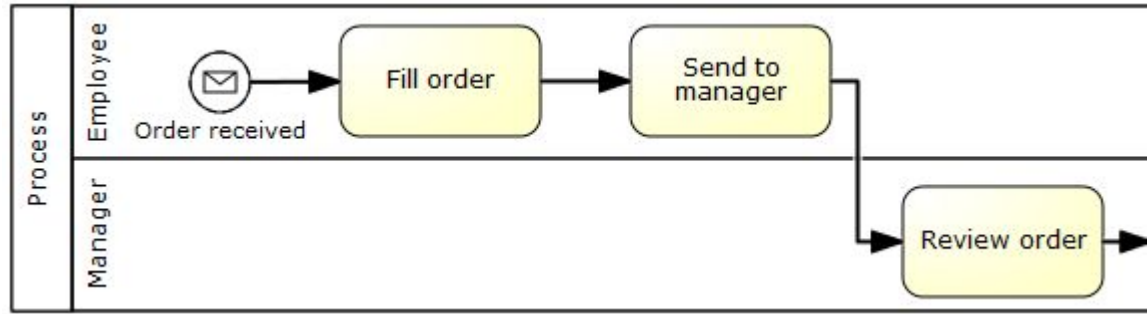 Process
Employee
Order received
Fill order
Send to
manager
Manager
Review order